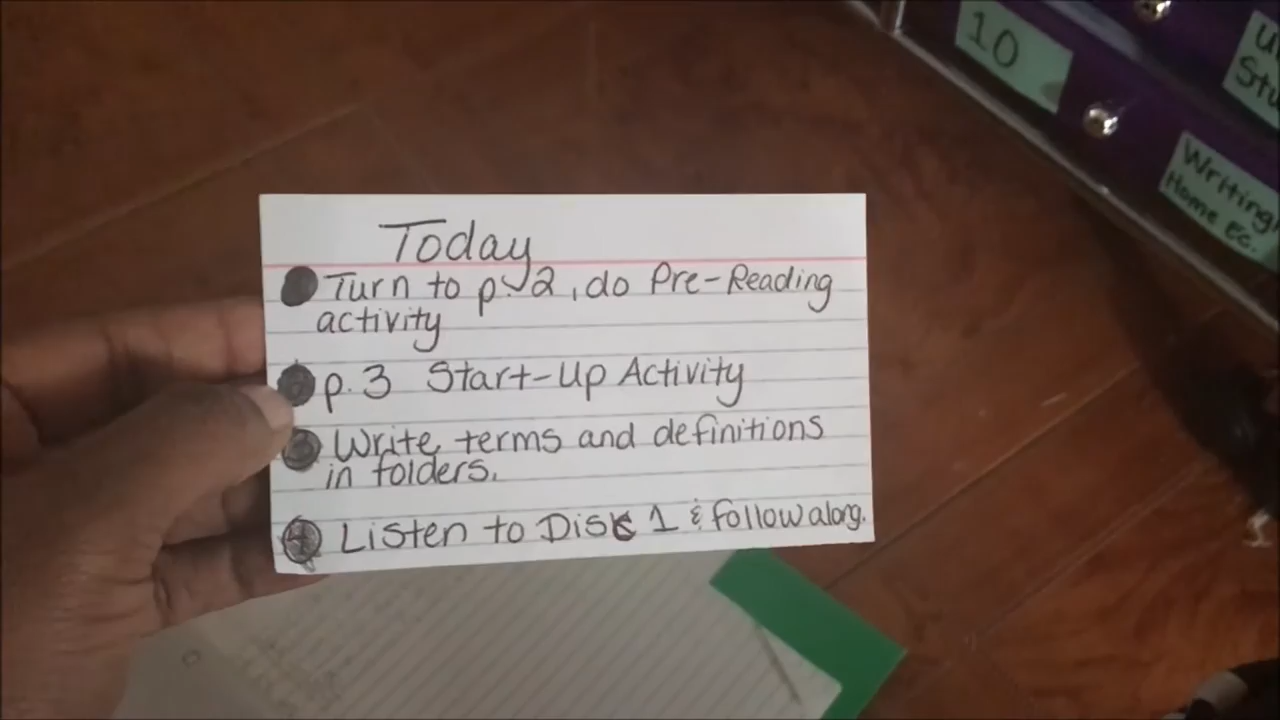 Today
Turn to p. 2, do Pre-Reading
activity
p. 3 Start-Up Activity
Write terms and definitions
in folders.
Listen to Disc 1 & follow along.
10
Writing
Home Ec.